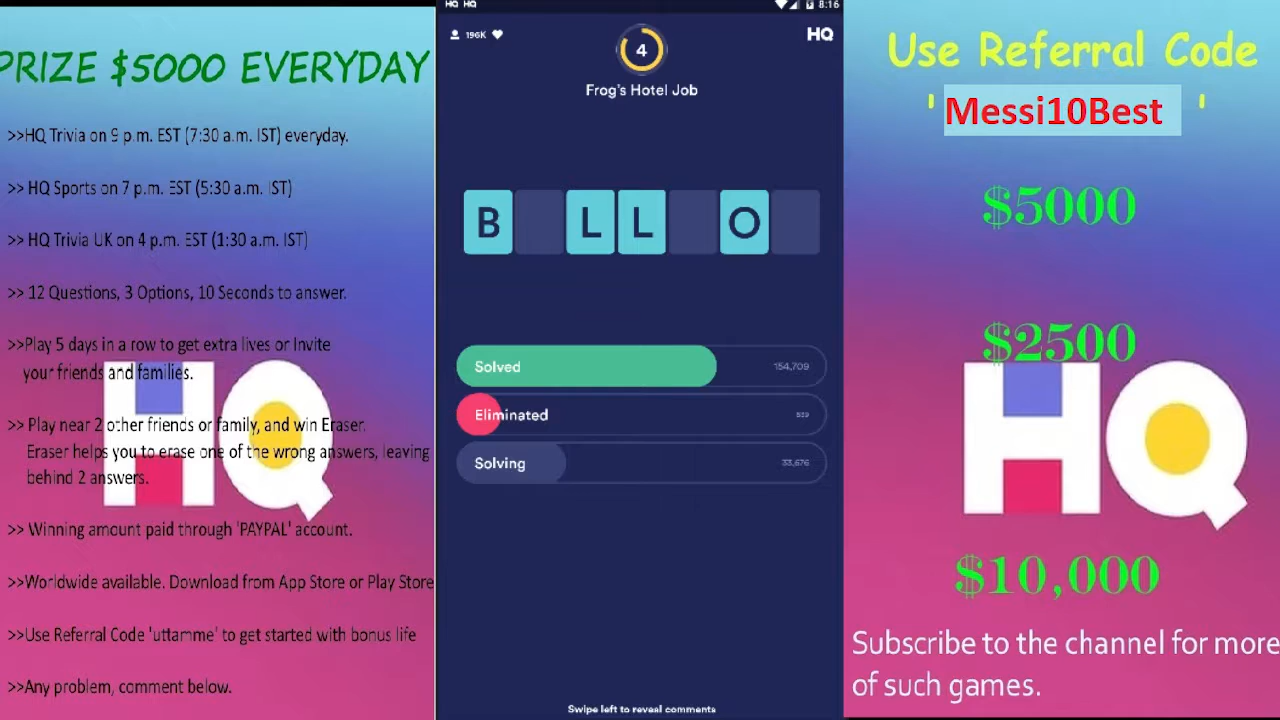 PRIZE $5000 EVERYDAY
>>HQ Trivia on 9 p.m. EST (7:30 a.m. IST) everyday.
>> HQ Sports on 7 p.m. EST (5:30 a.m. IST)
>> HQ Trivia UK on 4 p.m. EST (1:30 a.m. IST)
>> 12 Questions, 3 Options, 10 Seconds to answer.
>>Play 5 days in a row to get extra lives or Invite
your friends and families.
>> Play near 2 other friends or family, and win Eraser.
Eraser helps you to erase one of the wrong answers, leaving
behind 2 answers.
>> Winning amount paid through 'PAYPAL' account.
>>Worldwide available. Download from App Store or Play Store
>>Use Referral Code 'uttamme' to get started with bonus life
>>Any problem, comment below.
HQ
HQ HQ
8:16
196K
4
HQ
Frog's Hotel Job
B LL O
Solved 154,709
Eliminated
Solving 33,676
Swipe left to reveal comments
Use Referral Code
' Messi10Best '
$5000
$2500
HQ
$10,000
Subscribe to the channel for more
of such games.